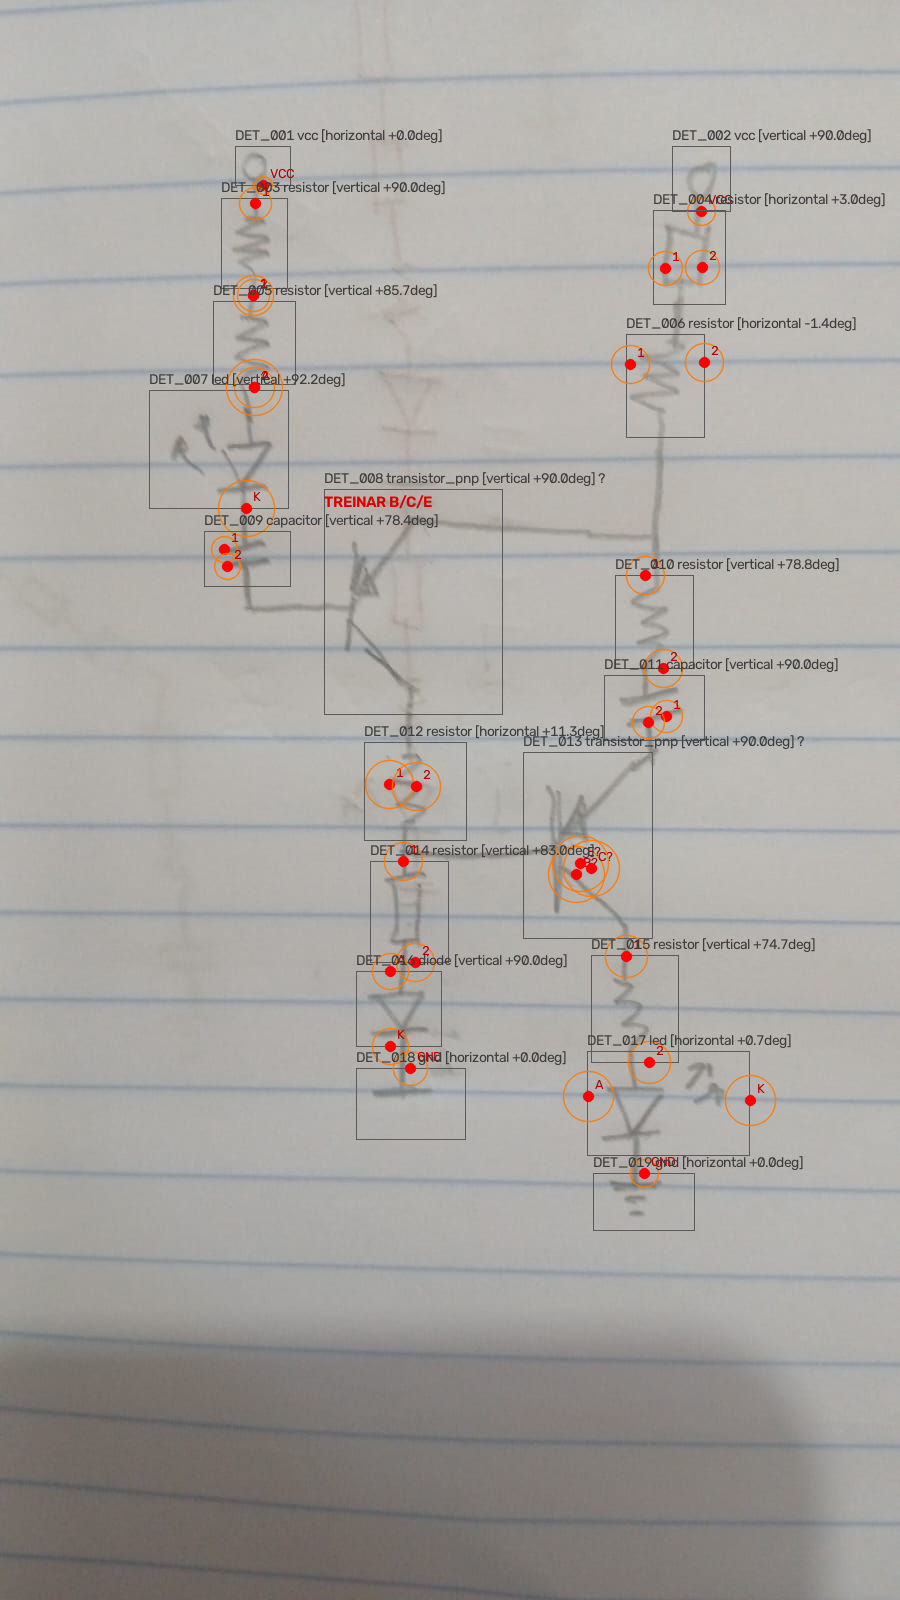 DET_001 vcc [horizontal +0.0deg]
DET_002 vcc [vertical +90.0deg]
VCC
DET_003 resistor [vertical +90.0deg]
1
VCC
DET_004 resistor [horizontal +3.0deg]
1
2
DET_005 resistor [vertical +85.7deg]
DET_006 resistor [horizontal -1.4deg]
1
2
DET_007 led [vertical +92.2deg]
DET_008 transistor_pnp [vertical +90.0deg] ?
K
TREINAR B/C/E
DET_009 capacitor [vertical +78.4deg]
1
2
DET_010 resistor [vertical +78.8deg]
2
DET_011 capacitor [vertical +90.0deg]
2
1
DET_012 resistor [horizontal +11.3deg]
DET_013 transistor_pnp [vertical +90.0deg] ?
1
2
DET_014 resistor [vertical +83.0deg]
C?
DET_015 resistor [vertical +74.7deg]
2
DET_016 diode [vertical +90.0deg]
K
DET_017 led [horizontal +0.7deg]
2
DET_018 gnd [horizontal +0.0deg]
GND
A
K
DET_019 gnd [horizontal +0.0deg]
GND